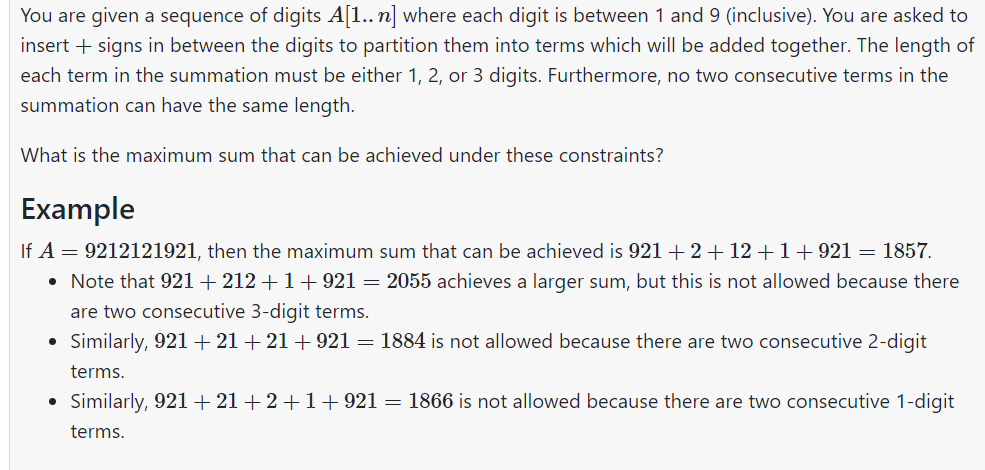 You are given a sequence of digits A[1.. n] where each digit is between 1 and 9 (inclusive). You are asked to
insert + signs in between the digits to partition them into terms which will be added together. The length of
each term in the summation must be either 1, 2, or 3 digits. Furthermore, no two consecutive terms in the
summation can have the same length.
What is the maximum sum that can be achieved under these constraints?
Example
If A = 9212121921, then the maximum sum that can be achieved is 921 + 2 + 12 + 1 + 921 = 1857.
• Note that 921 + 212 + 1 + 921 = 2055 achieves a larger sum, but this is not allowed because there
are two consecutive 3-digit terms.
• Similarly, 921 + 21 + 21 + 921 = 1884 is not allowed because there are two consecutive 2-digit
terms.
• Similarly, 921 + 21 + 2 + 1 + 921 = 1866 is not allowed because there are two consecutive 1-digit
terms.